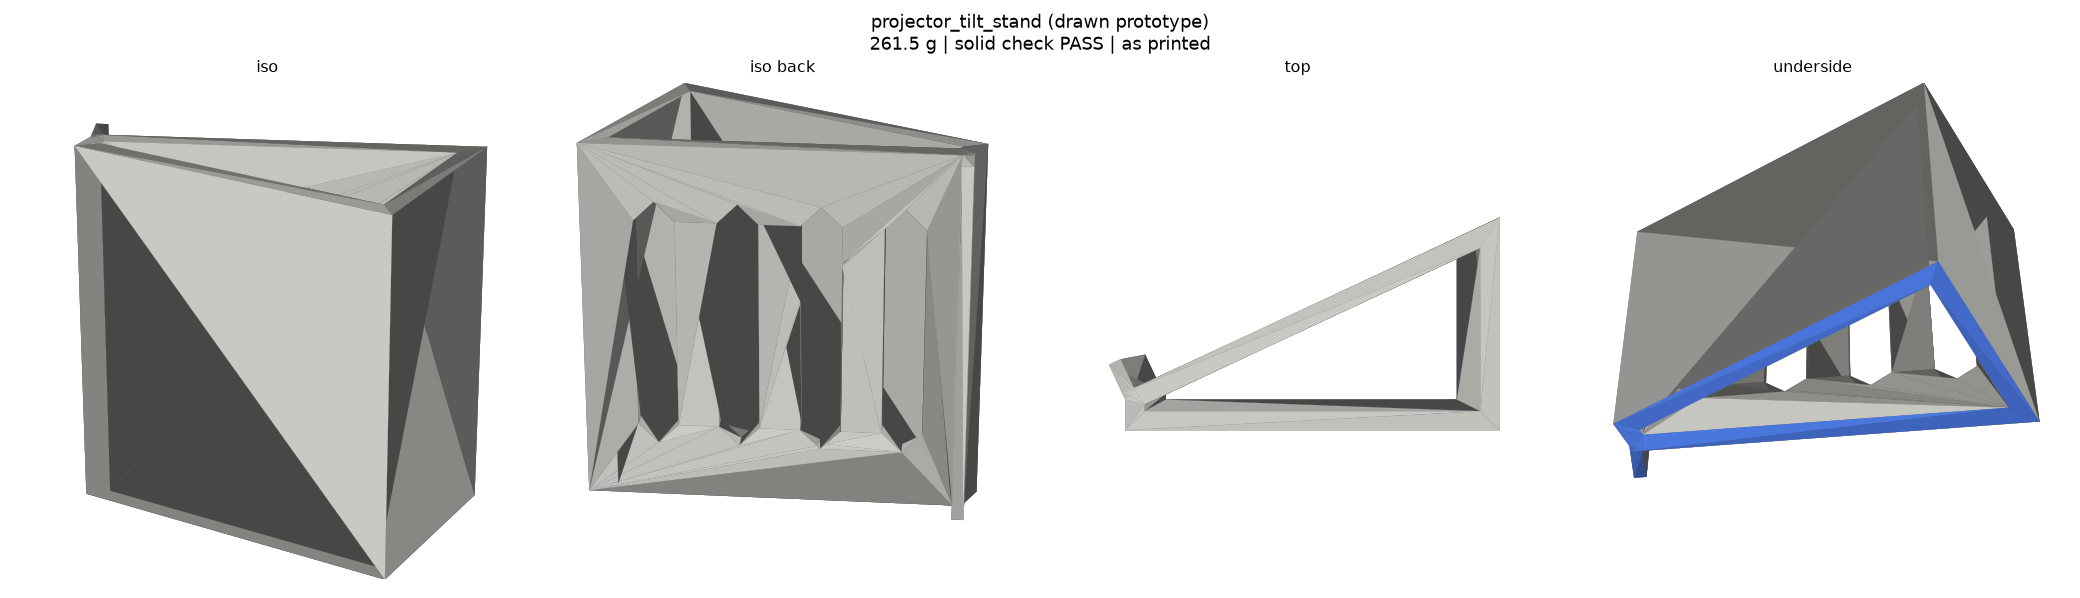 projector_tilt_stand (drawn prototype)
261.5 g | solid check PASS | as printed
iso
iso back
top
underside